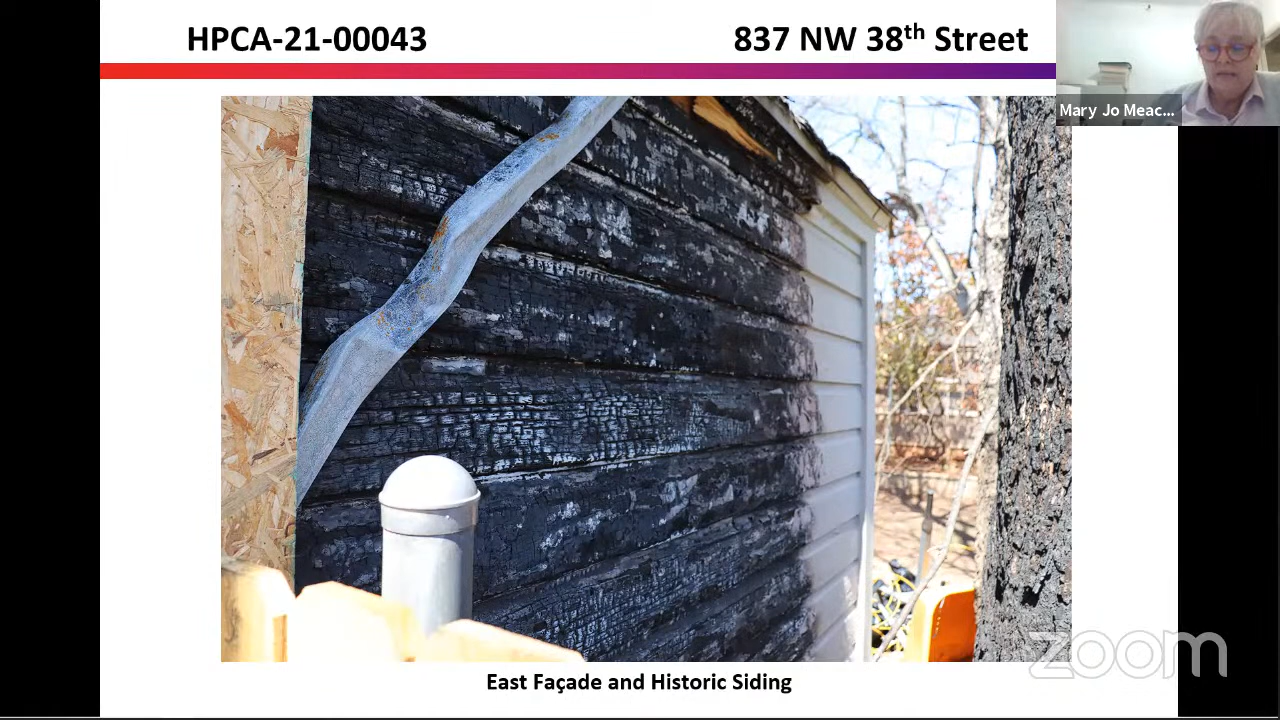 HPCA-21-00043
837 NW 38th Street
Mary Jo Meac...
East Façade and Historic Siding
zoom